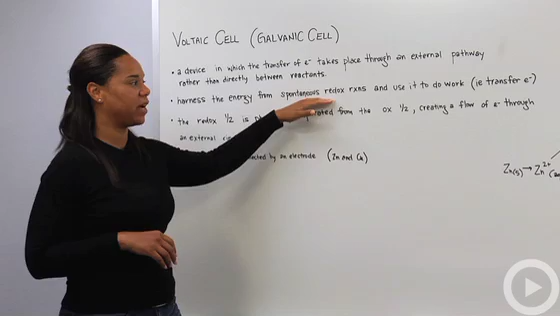 VOLTAIC CELL (GALVANIC CELL)
• a device in which the transfer of e⁻ takes place through an external pathway
rather than directly between reactants.
• harness the energy from spontaneous redox rxns and use it to do work (ie transfer e⁻)
• the redox ½ is from the ox ½, creating a flow of e⁻ through
an external
by an electrode (Zn and Cu)
Zn(s) → Zn²⁺